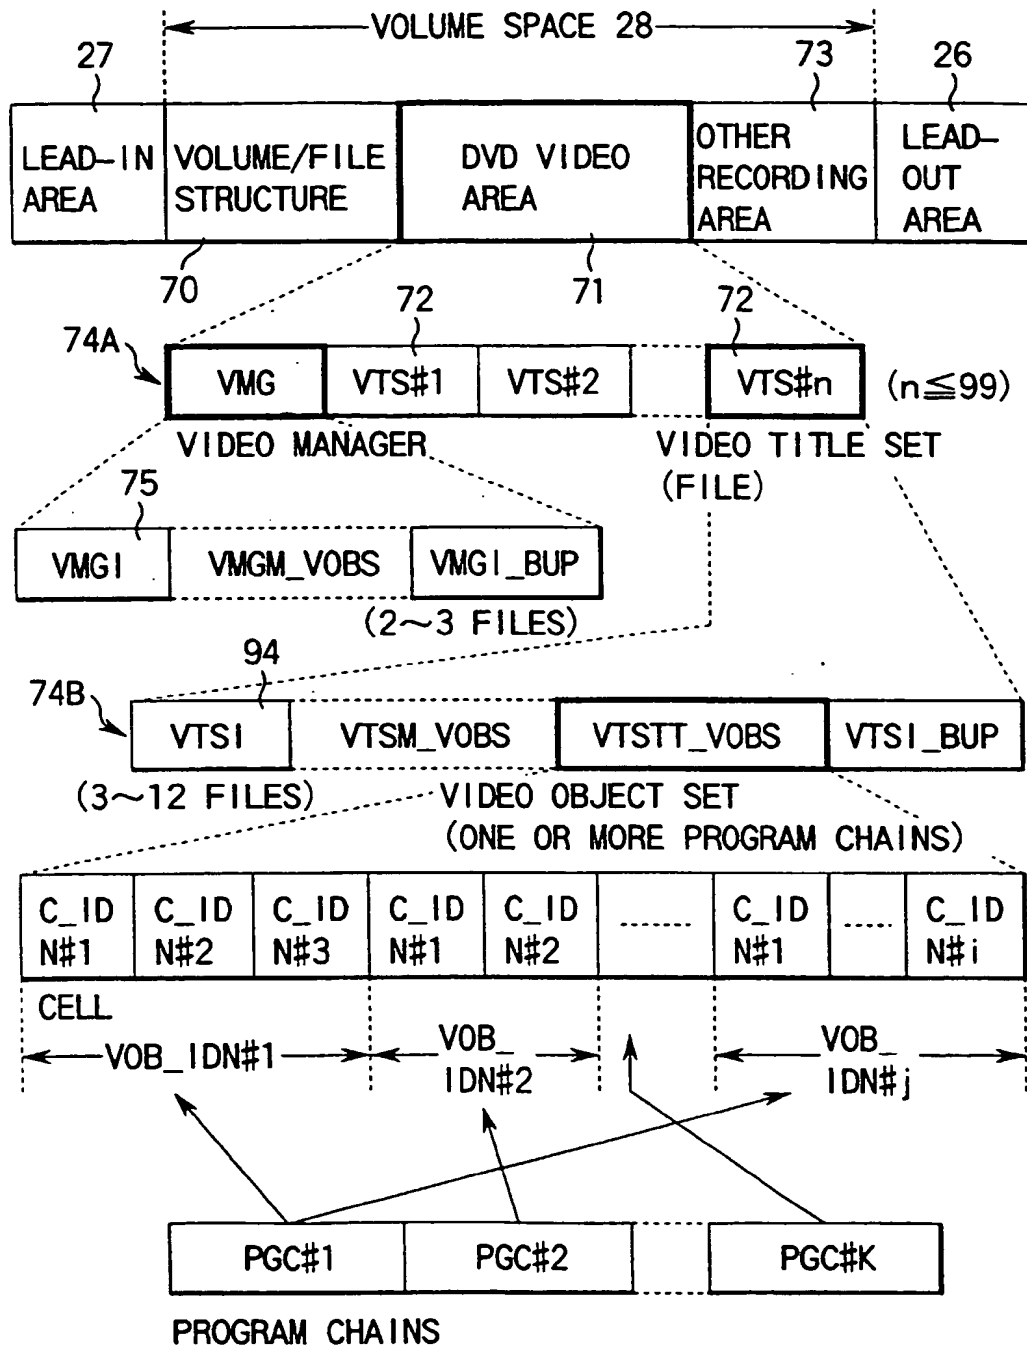 VOLUME SPACE 28
27
73
26
LEAD-IN
AREA
VOLUME/FILE
STRUCTURE
DVD VIDEO
AREA
OTHER
RECORDING
AREA
LEAD-
OUT
AREA
70
71
72
72
74A
VMG
VTS#1
VTS#2
VTS#n
(n≦99)
VIDEO MANAGER
VIDEO TITLE SET
(FILE)
75
VMGI
VMGM_VOBS
VMGI_BUP
(2~3 FILES)
94
74B
VTSI
VTSM_VOBS
VTSTT_VOBS
VTSI_BUP
(3~12 FILES)
VIDEO OBJECT SET
(ONE OR MORE PROGRAM CHAINS)
C_ID
N#1
C_ID
N#2
C_ID
N#3
C_ID
N#1
C_ID
N#2
C_ID
N#1
C_ID
N#i
CELL
VOB_IDN#1
VOB_
IDN#2
VOB_
IDN#j
PGC#1
PGC#2
PGC#K
PROGRAM CHAINS